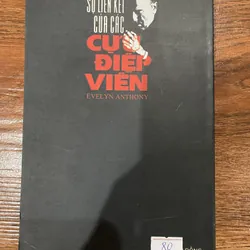 SỰ LIÊN KẾT
CỦA CÁC
CỰU
ĐIỆP
VIÊN
EVELYN ANTHONY
80